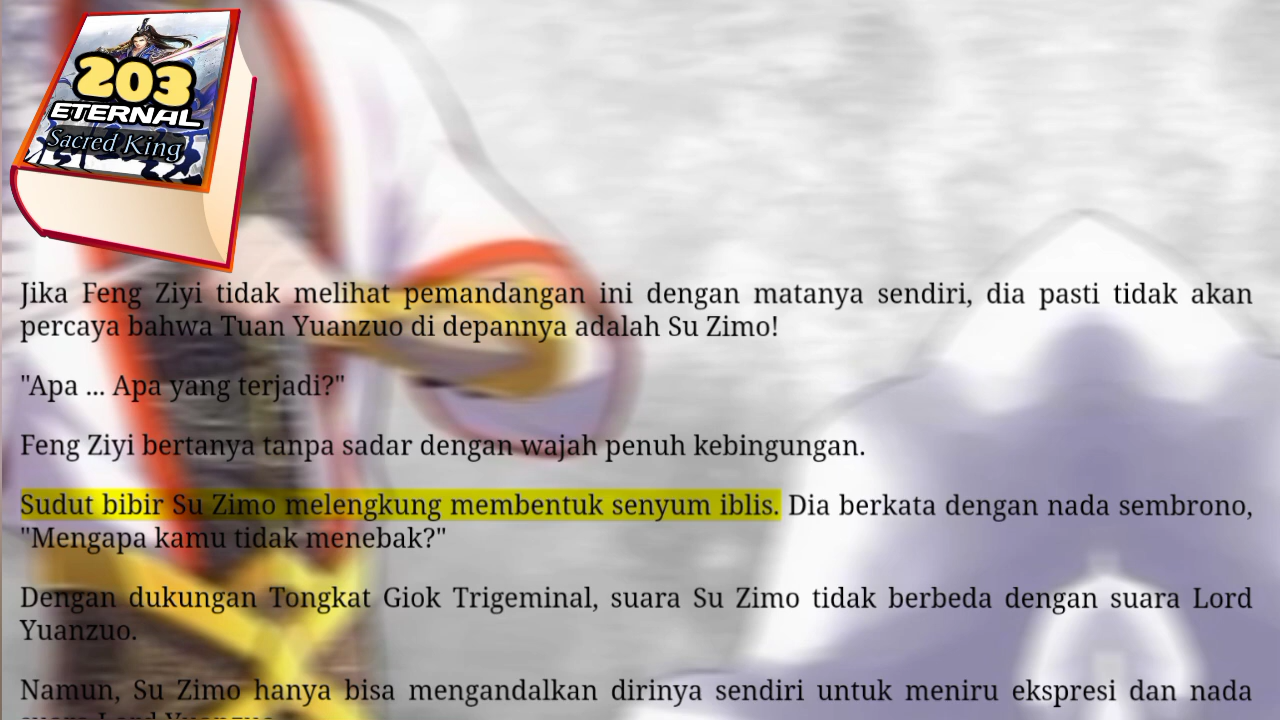 203
ETERNAL
Sacred King
Jika Feng Ziyi tidak melihat pemandangan ini dengan matanya sendiri, dia pasti tidak akan
percaya bahwa Tuan Yuanzuo di depannya adalah Su Zimo!
"Apa ... Apa yang terjadi?"
Feng Ziyi bertanya tanpa sadar dengan wajah penuh kebingungan.
Sudut bibir Su Zimo melengkung membentuk senyum iblis. Dia berkata dengan nada sembrono,
"Mengapa kamu tidak menebak?"
Dengan dukungan Tongkat Giok Trigeminal, suara Su Zimo tidak berbeda dengan suara Lord
Yuanzuo.
Namun, Su Zimo hanya bisa mengandalkan dirinya sendiri untuk meniru ekspresi dan nada